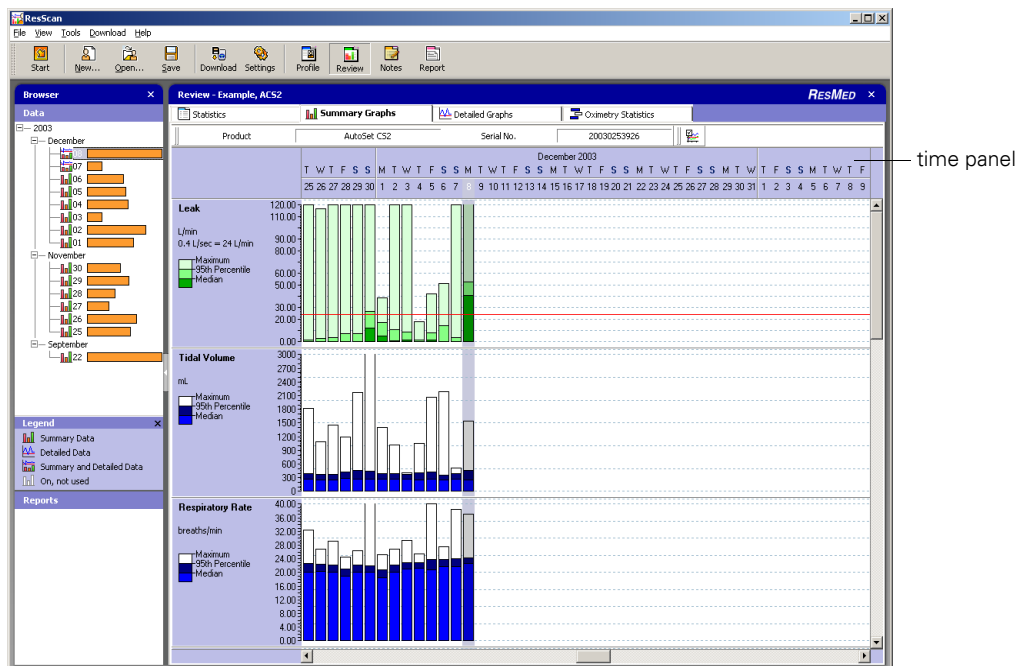 ResScan
File View Tools Download Help
Start New... Open... Save Download Settings Profile Review Notes Report
Browser ×
Review - Example, ACS2 RESMED ×
Data
Statistics Summary Graphs Detailed Graphs Oximetry Statistics
Product AutoSet CS2 Serial No. 20030253926
2003
December
08
07
06
05
04
03
02
01
November
30
29
28
27
26
25
September
22
December 2003
T W T F S S M T W T F S S M T W T F S S M T W T F S S M T W T F S S M T W T F S S M T W T F
25 26 27 28 29 30 1 2 3 4 5 6 7 8 9 10 11 12 13 14 15 16 17 18 19 20 21 22 23 24 25 26 27 28 29 30 31 1 2 3 4 5 6 7 8 9
time panel
Leak
L/min
0.4 L/sec = 24 L/min
Maximum
95th Percentile
Median
120.00
110.00
90.00
80.00
60.00
50.00
30.00
20.00
0.00
Tidal Volume
mL
Maximum
95th Percentile
Median
3000
2700
2400
2100
1800
1500
1200
900
600
300
0
Respiratory Rate
breaths/min
Maximum
95th Percentile
Median
40.00
36.00
32.00
28.00
24.00
20.00
16.00
12.00
8.00
4.00
0.00
Legend ×
Summary Data
Detailed Data
Summary and Detailed Data
On, not used
Reports